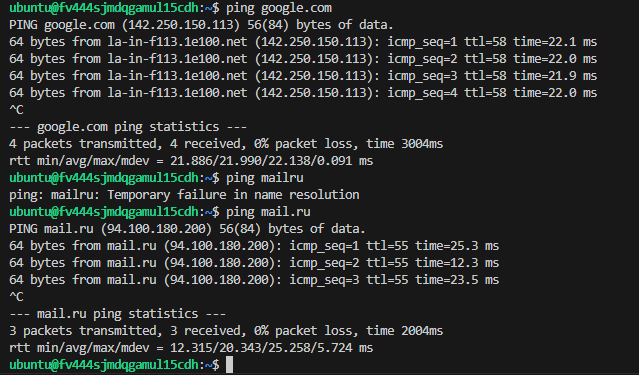 ubuntu@fv444sjmdqgamul15cdh:~$ ping google.com
PING google.com (142.250.150.113) 56(84) bytes of data.
64 bytes from la-in-f113.1e100.net (142.250.150.113): icmp_seq=1 ttl=58 time=22.1 ms
64 bytes from la-in-f113.1e100.net (142.250.150.113): icmp_seq=2 ttl=58 time=22.0 ms
64 bytes from la-in-f113.1e100.net (142.250.150.113): icmp_seq=3 ttl=58 time=21.9 ms
64 bytes from la-in-f113.1e100.net (142.250.150.113): icmp_seq=4 ttl=58 time=22.0 ms
^C
--- google.com ping statistics ---
4 packets transmitted, 4 received, 0% packet loss, time 3004ms
rtt min/avg/max/mdev = 21.886/21.990/22.138/0.091 ms
ubuntu@fv444sjmdqgamul15cdh:~$ ping mailru
ping: mailru: Temporary failure in name resolution
ubuntu@fv444sjmdqgamul15cdh:~$ ping mail.ru
PING mail.ru (94.100.180.200) 56(84) bytes of data.
64 bytes from mail.ru (94.100.180.200): icmp_seq=1 ttl=55 time=25.3 ms
64 bytes from mail.ru (94.100.180.200): icmp_seq=2 ttl=55 time=12.3 ms
64 bytes from mail.ru (94.100.180.200): icmp_seq=3 ttl=55 time=23.5 ms
^C
--- mail.ru ping statistics ---
3 packets transmitted, 3 received, 0% packet loss, time 2004ms
rtt min/avg/max/mdev = 12.315/20.343/25.258/5.724 ms
ubuntu@fv444sjmdqgamul15cdh:~$